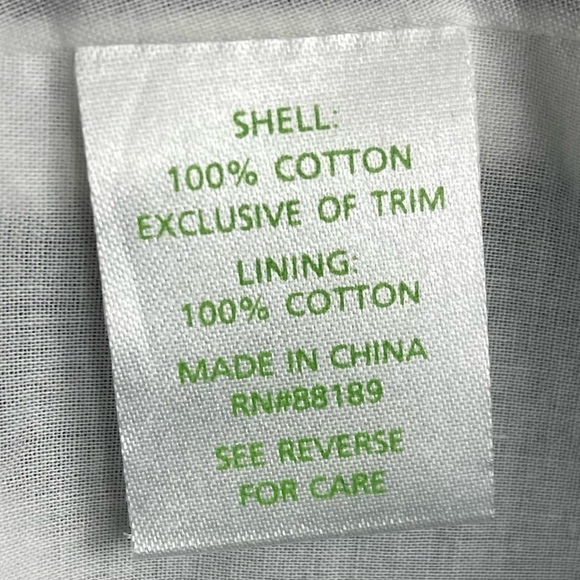 SHELL:
100% COTTON
EXCLUSIVE OF TRIM
LINING:
100% COTTON
MADE IN CHINA
RN#88189
SEE REVERSE
FOR CARE